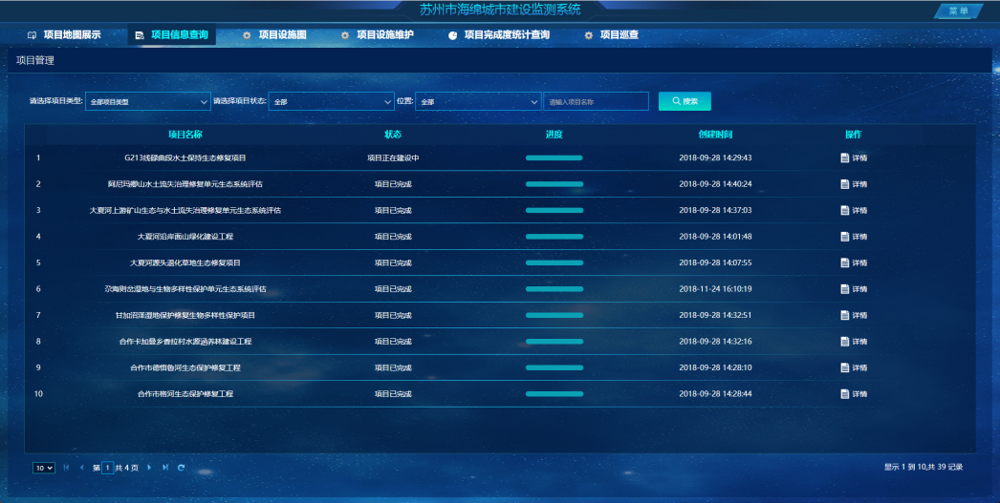 苏州市海绵城市建设监测系统
菜单
项目地图展示 项目信息查询 项目设施图 项目设施维护 项目完成度统计查询 项目巡查
项目管理
请选择项目类型: 全部项目类型 请选择项目状态: 全部 位置: 全部 请输入项目名称 搜索
项目名称 状态 进度 创建时间 操作
1 G213线碌曲段水土保持生态修复项目 项目正在建设中 2018-09-28 14:29:43 详情
2 阿尼玛卿山水土流失治理修复单元生态系统评估 项目已完成 2018-09-28 14:40:24 详情
3 大夏河上游矿山生态与水土流失治理修复单元生态系统评估 项目已完成 2018-09-28 14:37:03 详情
4 大夏河沿岸面山绿化建设工程 项目已完成 2018-09-28 14:01:48 详情
5 大夏河源头退化草地生态修复项目 项目已完成 2018-09-28 14:07:55 详情
6 尕海则岔湿地与生物多样性保护单元生态系统评估 项目已完成 2018-11-24 16:10:19 详情
7 甘加沼泽湿地保护修复生物多样性保护项目 项目已完成 2018-09-28 14:32:51 详情
8 合作卡加曼乡香拉村水源涵养林建设工程 项目已完成 2018-09-28 14:32:16 详情
9 合作市德悟鲁河生态保护修复工程 项目已完成 2018-09-28 14:28:10 详情
10 合作市格河生态保护修复工程 项目已完成 2018-09-28 14:28:44 详情
10 第 1 共 4 页
显示 1 到 10,共 39 记录